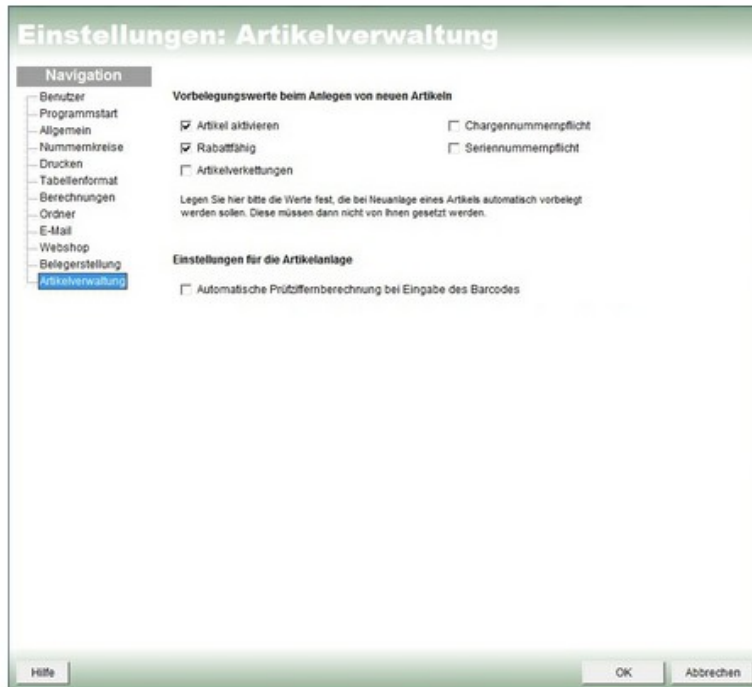 Einstellungen: Artikelverwaltung
Navigation
Benutzer
Programmstart
Allgemein
Nummernkreise
Drucken
Tabellenformat
Berechnungen
Ordner
E-Mail
Webshop
Belegerstellung
Artikelverwaltung
Vorbelegungswerte beim Anlegen von neuen Artikeln
Artikel aktivieren
Chargennummernpflicht
Rabattfähig
Seriennummernpflicht
Artikelverkettungen
Legen Sie hier bitte die Werte fest, die bei Neuanlage eines Artikels automatisch vorbelegt
werden sollen. Diese müssen dann nicht von Ihnen gesetzt werden.
Einstellungen für die Artikelanlage
Automatische Prüfziffernberechnung bei Eingabe des Barcodes
Hilfe
OK
Abbrechen